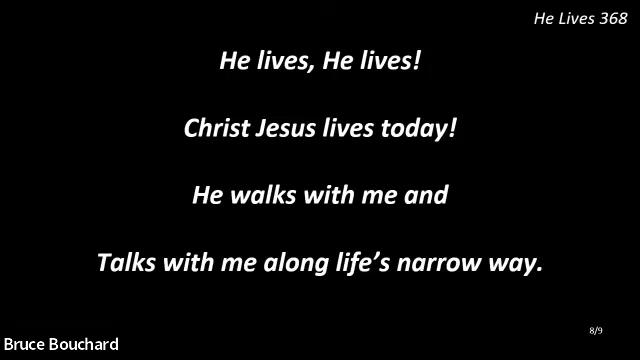 He Lives 368
He lives, He lives!
Christ Jesus lives today!
He walks with me and
Talks with me along life’s narrow way.
8/9
Bruce Bouchard